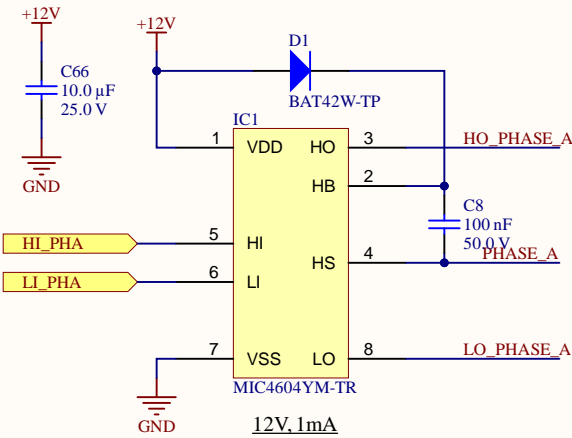 +12V
+12V
D1
C66
10.0 µF
25.0 V
BAT42W-TP
IC1
GND
1
VDD
HO
3
HO_PHASE_A
HB
2
C8
100 nF
50.0 V
HI_PHA
5
HI
HS
4
PHASE_A
LI_PHA
6
LI
7
VSS
LO
8
LO_PHASE_A
MIC4604YM-TR
GND
12V, 1mA